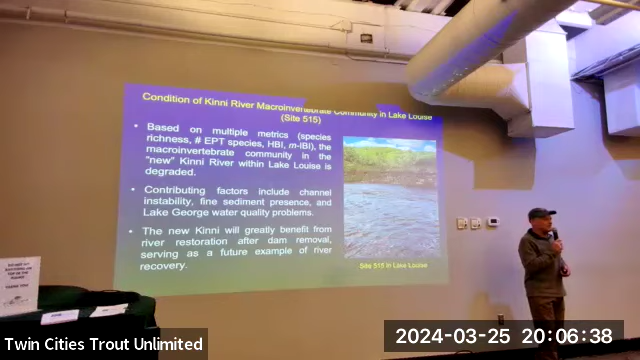 Condition of Kinni River Macroinvertebrate Community in Lake Louise
(Site 515)
• Based on multiple metrics (species
richness, # EPT species, HBI, m-IBI), the
macroinvertebrate community in the
"new" Kinni River within Lake Louise is
degraded.
• Contributing factors include channel
instability, fine sediment presence, and
Lake George water quality problems.
• The new Kinni will greatly benefit from
river restoration after dam removal,
serving as a future example of river
recovery.
Site 515 in Lake Louise
Twin Cities Trout Unlimited
2024-03-25 20:06:38